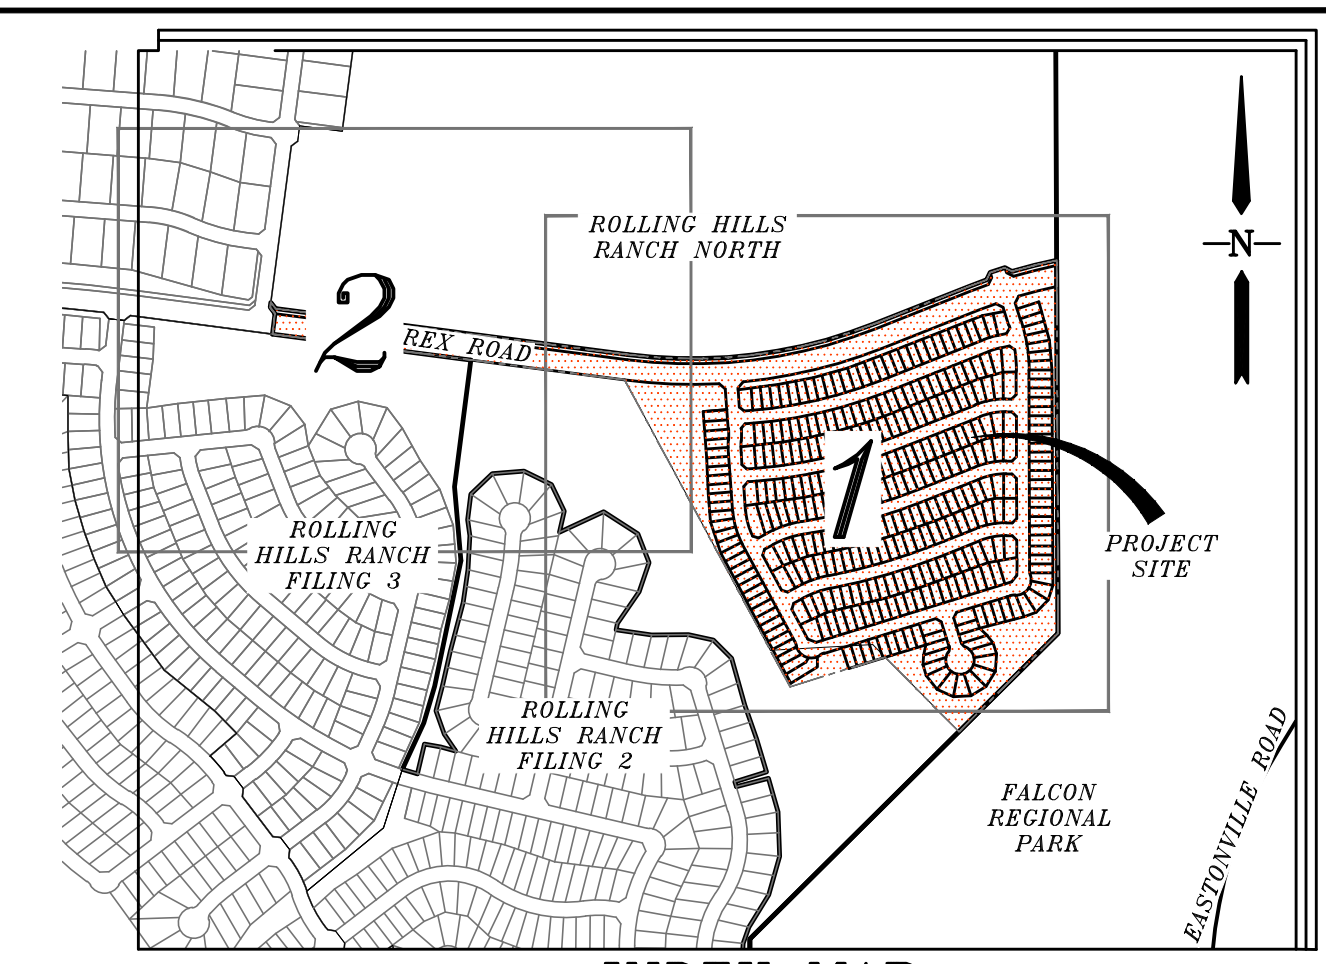 ROLLING HILLS
RANCH NORTH
N
2
REX ROAD
1
PROJECT
SITE
ROLLING
HILLS RANCH
FILING 3
ROLLING
HILLS RANCH
FILING 2
FALCON
REGIONAL
PARK
EASTONVILLE ROAD